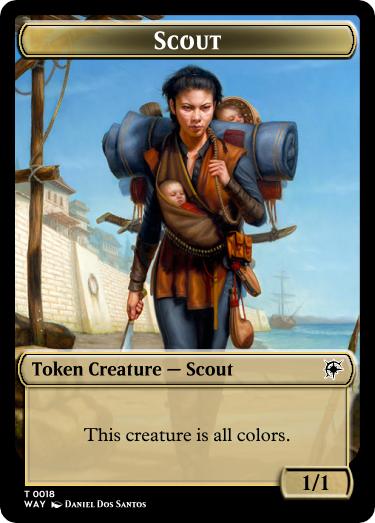 Scout
Token Creature — Scout
This creature is all colors.
1/1
T 0018
WAY Daniel Dos Santos